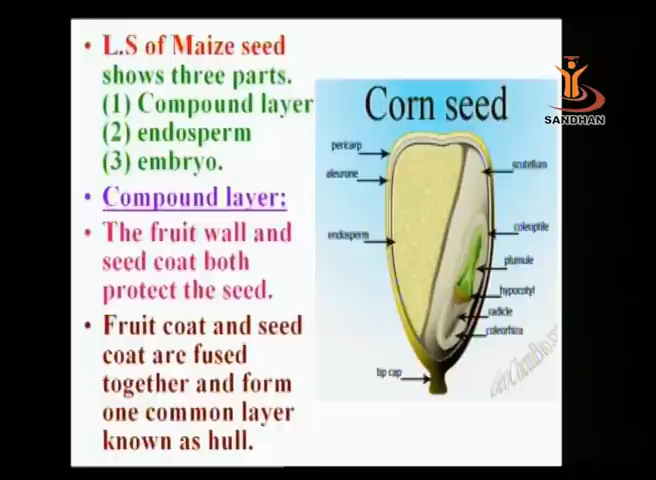 L.S of Maize seed
shows three parts.
(1) Compound layer
(2) endosperm
(3) embryo.
Compound layer:
The fruit wall and
seed coat both
protect the seed.
Fruit coat and seed
coat are fused
together and form
one common layer
known as hull.
Corn seed
pericarp
aleurone
endosperm
tip cap
scutellum
coleoptile
plumule
hypocotyl
radicle
coleorhiza
SANDHAN